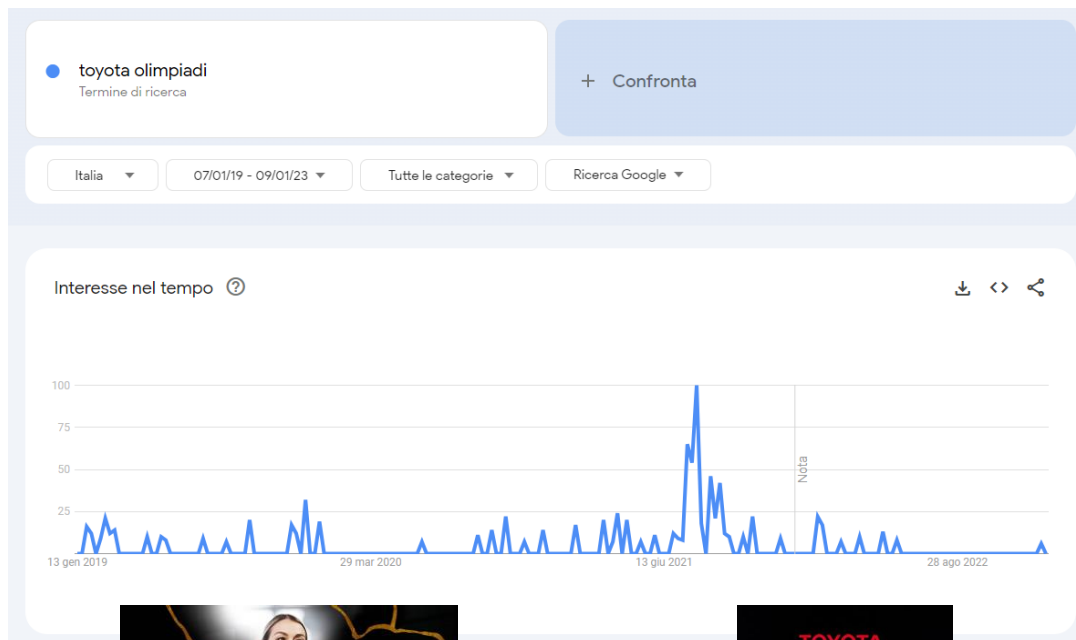 toyota olimpiadi
Termine di ricerca
+ Confronta
Italia
07/01/19 - 09/01/23
Tutte le categorie
Ricerca Google
Interesse nel tempo
100
75
50
25
Nota
13 gen 2019
29 mar 2020
13 giu 2021
28 ago 2022
TOYOTA